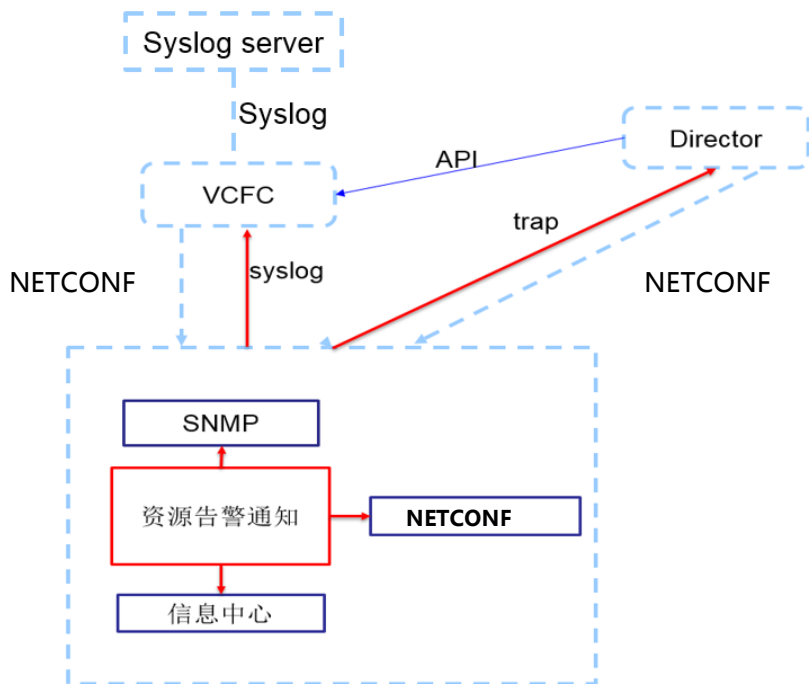 Syslog server
Syslog
Director
API
VCFC
trap
NETCONF
syslog
NETCONF
SNMP
资源告警通知
NETCONF
信息中心